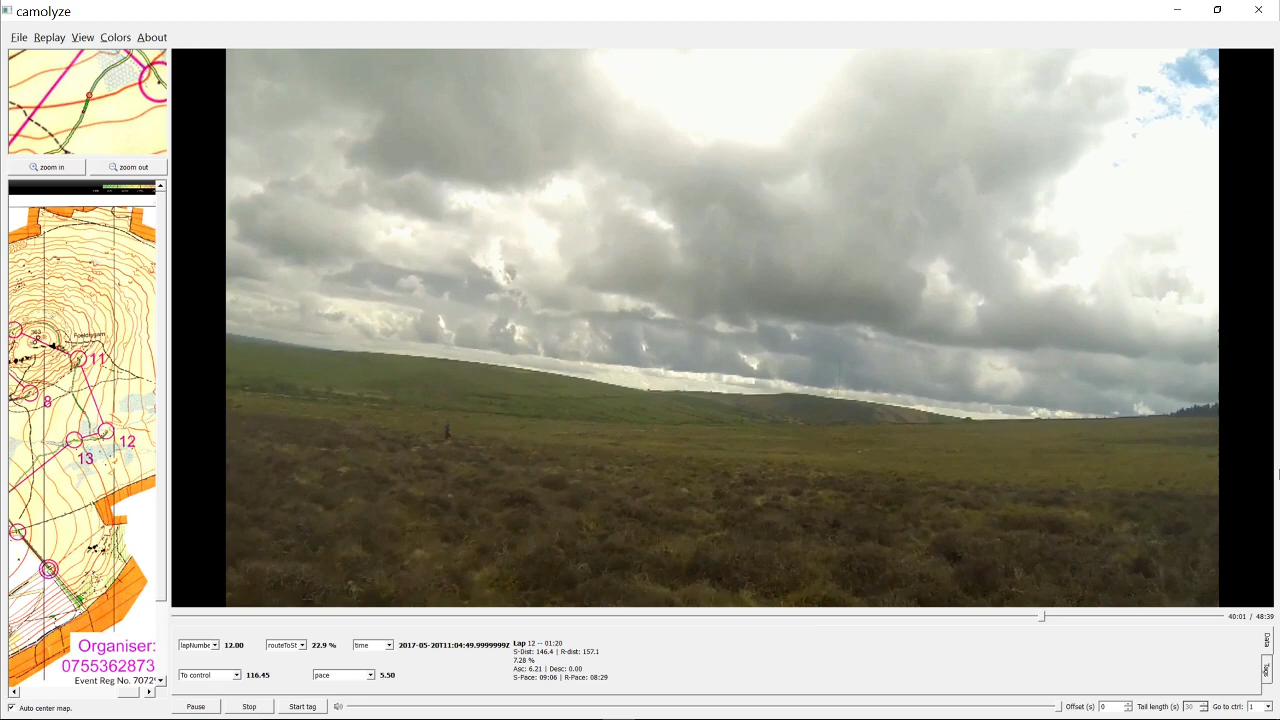 camolyze
File Replay View Colors About
zoom in zoom out
Foeldrygarn
11
8
12
13
Organiser:
0755362873
Event Reg No. 7072
40:01 / 48:39
lapNumbe 12.00 routeToSt 22.9 % time 2017-05-20T11:04:49.9999999Z
To control 116.45 pace 5.50
Lap 12 -- 01:20
S-Dist: 146.4 | R-dist: 157.1
7.28 %
Asc: 6.21 | Desc: 0.00
S-Pace: 09:06 | R-Pace: 08:29
Data
Tags
Auto center map.
Pause Stop Start tag Offset (s) 0 Tail length (s) 30 Go to ctrl: 1